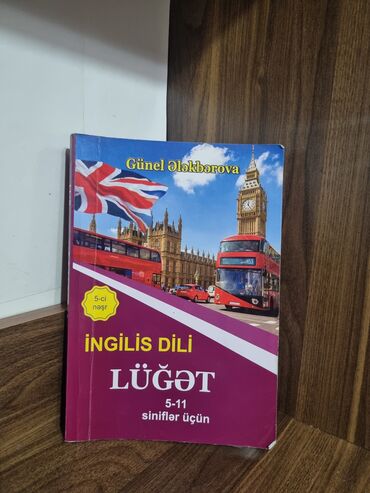 Günel Ələkbərova
5-ci
nəşr
İNGİLİS DİLİ
LÜĞƏT
5-11
siniflər üçün